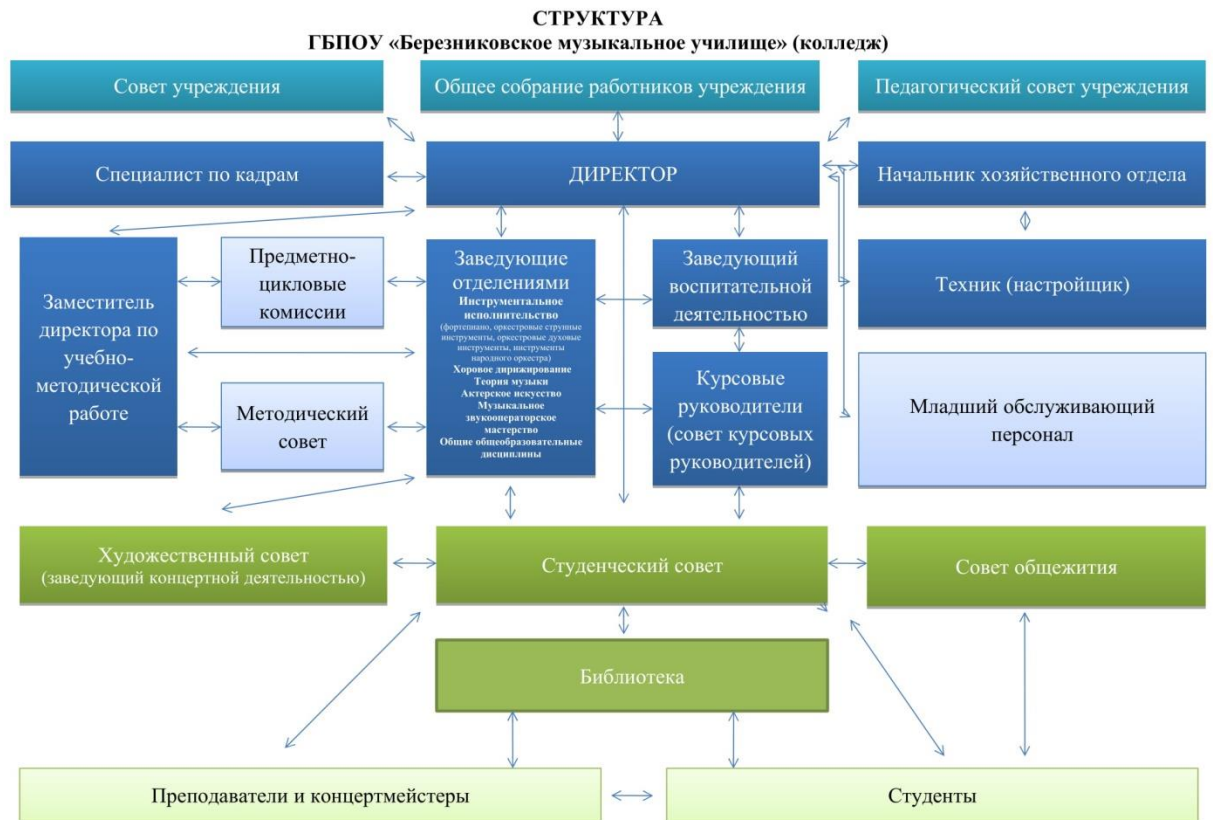 СТРУКТУРА
ГБПОУ «Березниковское музыкальное училище» (колледж)
Совет учреждения
Общее собрание работников учреждения
Педагогический совет учреждения
Специалист по кадрам
ДИРЕКТОР
Начальник хозяйственного отдела
Заместитель
директора по
учебно-
методической
работе
Предметно-
цикловые
комиссии
Методический
совет
Заведующие
отделениями
Инструментальное
исполнительство
(фортепиано, оркестровые струнные
инструменты, оркестровые духовые
инструменты, инструменты
народного оркестра)
Хоровое дирижирование
Теория музыки
Актерское искусство
Музыкальное
звукооператорское
мастерство
Общие общеобразовательные
дисциплины
Заведующий
воспитательной
деятельностью
Курсовые
руководители
(совет курсовых
руководителей)
Техник (настройщик)
Младший обслуживающий
персонал
Художественный совет
(заведующий концертной деятельностью)
Студенческий совет
Совет общежития
Библиотека
Преподаватели и концертмейстеры
Студенты